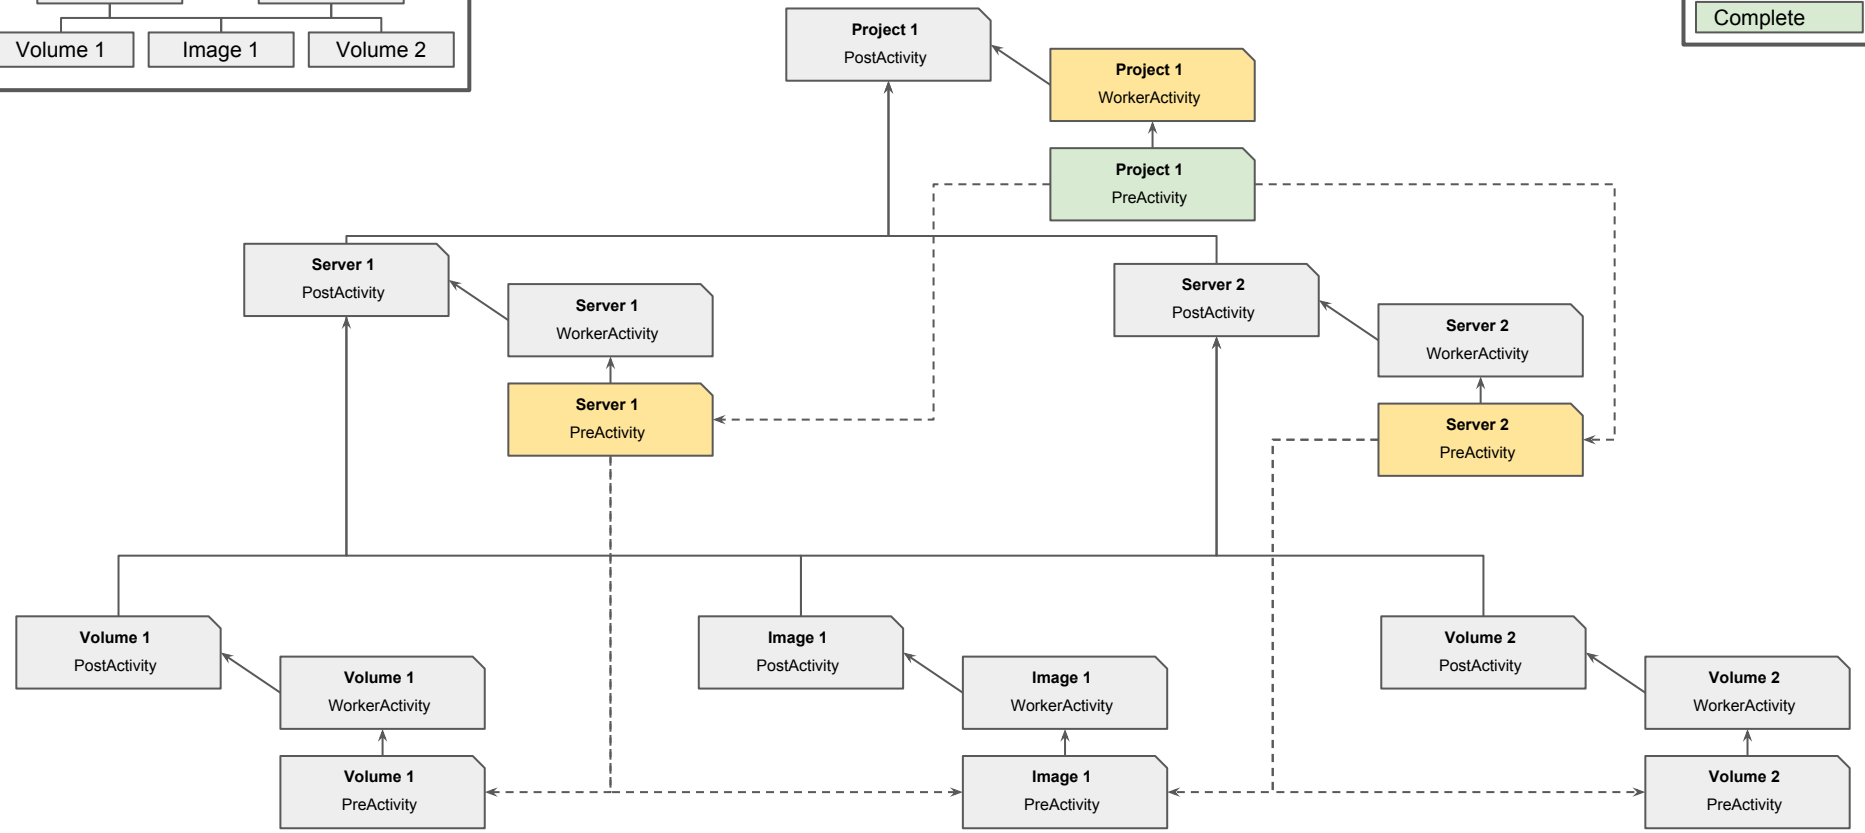 Volume 1
Image 1
Volume 2
Complete
Project 1
PostActivity
Project 1
WorkerActivity
Project 1
PreActivity
Server 1
PostActivity
Server 1
WorkerActivity
Server 1
PreActivity
Server 2
PostActivity
Server 2
WorkerActivity
Server 2
PreActivity
Volume 1
PostActivity
Volume 1
WorkerActivity
Volume 1
PreActivity
Image 1
PostActivity
Image 1
WorkerActivity
Image 1
PreActivity
Volume 2
PostActivity
Volume 2
WorkerActivity
Volume 2
PreActivity